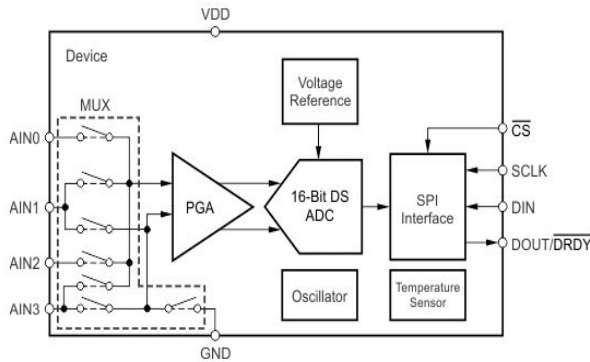 VDD
Device
MUX
Voltage
Reference
AIN0
CS
SCLK
AIN1
PGA
16-Bit DS
ADC
SPI
Interface
DIN
DOUT/DRDY
AIN2
AIN3
Oscillator
Temperature
Sensor
GND